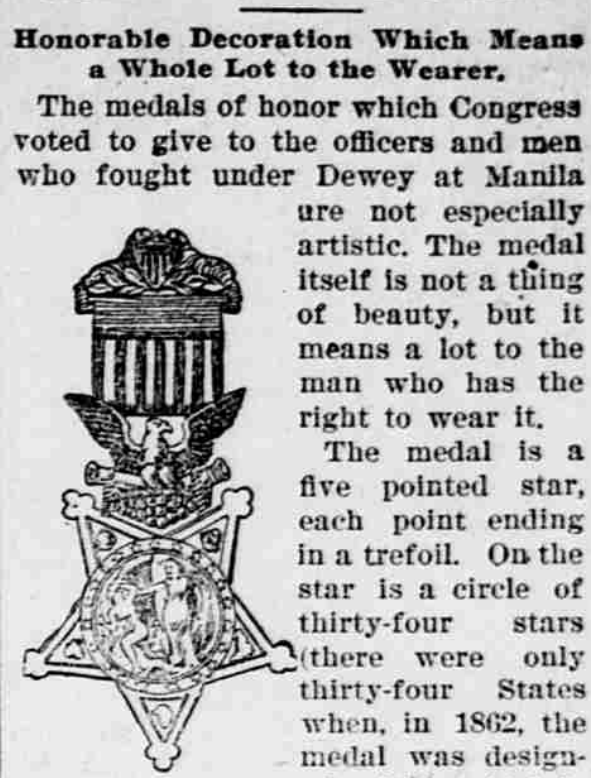 Honorable Decoration Which Means
a Whole Lot to the Wearer.
The medals of honor which Congress
voted to give to the officers and men
who fought under Dewey at Manila
are not especially
artistic. The medal
itself is not a thing
of beauty, but it
means a lot to the
man who has the
right to wear it.
The medal is a
five pointed star,
each point ending
in a trefoil. On the
star is a circle of
thirty-four stars
(there were only
thirty-four States
when, in 1862, the
medal was design-